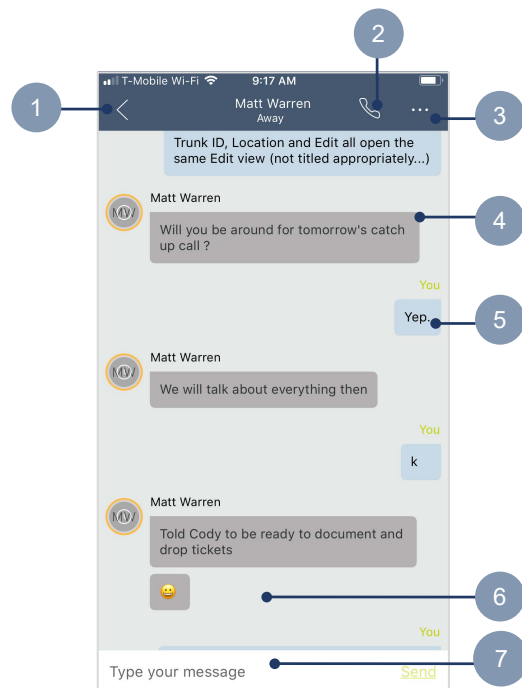 2
T-Mobile Wi-Fi 9:17 AM
1
Matt Warren
Away
...
3
Trunk ID, Location and Edit all open the
same Edit view (not titled appropriately...)
Matt Warren
MW
Will you be around for tomorrow's catch
up call ?
4
You
Yep.
5
Matt Warren
MW
We will talk about everything then
You
k
Matt Warren
MW
Told Cody to be ready to document and
drop tickets
😀
6
You
Type your message
Send
7